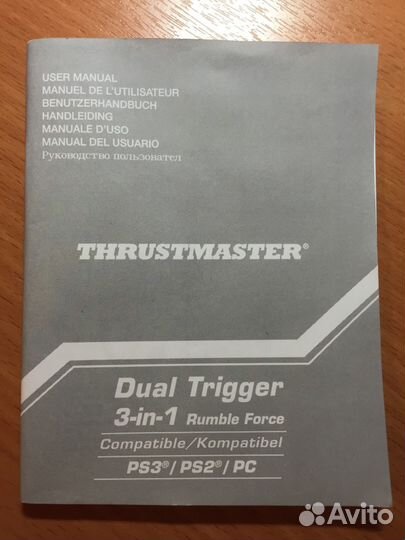 USER MANUAL
MANUEL DE L'UTILISATEUR
BENUTZERHANDBUCH
HANDLEIDING
MANUALE D'USO
MANUAL DEL USUARIO
Руководство пользовател
THRUSTMASTER®
Dual Trigger
3-in-1 Rumble Force
Compatible/Kompatibel
PS3®/PS2®/PC
Avito